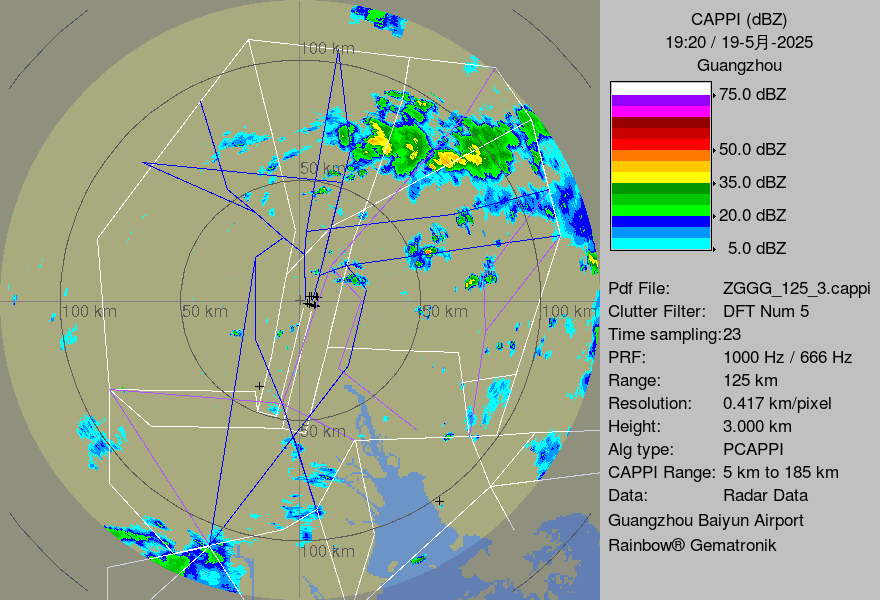 CAPPI (dBZ)
19:20 / 19-5月-2025
Guangzhou
75.0 dBZ
50.0 dBZ
35.0 dBZ
20.0 dBZ
5.0 dBZ
Pdf File: ZGGG_125_3.cappi
Clutter Filter: DFT Num 5
Time sampling:23
PRF: 1000 Hz / 666 Hz
Range: 125 km
Resolution: 0.417 km/pixel
Height: 3.000 km
Alg type: PCAPPI
CAPPI Range: 5 km to 185 km
Data: Radar Data
Guangzhou Baiyun Airport
Rainbow® Gematronik
100 km
50 km
100 km
50 km
50 km
100 km
50 km
100 km